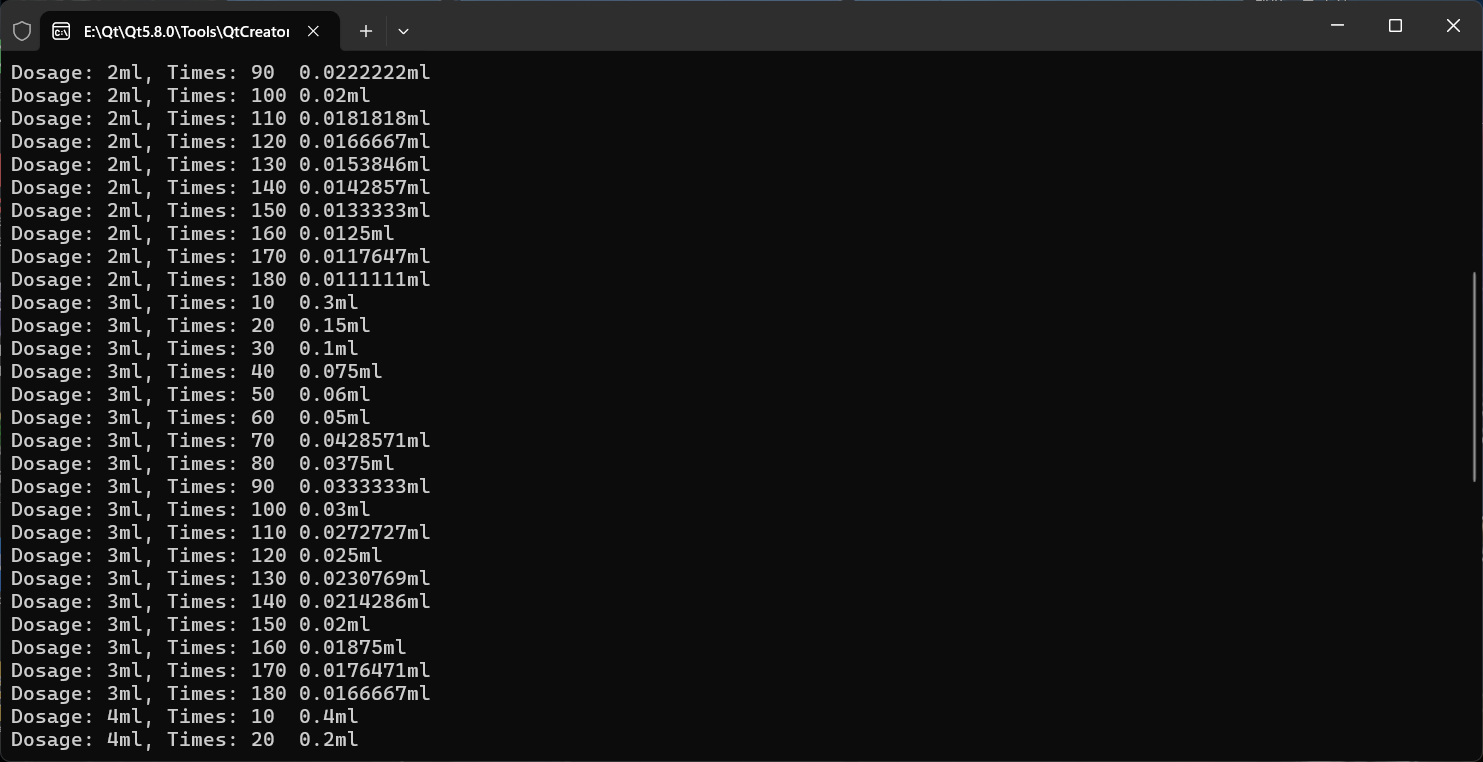 E:\Qt\Qt5.8.0\Tools\QtCreator
Dosage: 2ml, Times: 90  0.0222222ml
Dosage: 2ml, Times: 100 0.02ml
Dosage: 2ml, Times: 110 0.0181818ml
Dosage: 2ml, Times: 120 0.0166667ml
Dosage: 2ml, Times: 130 0.0153846ml
Dosage: 2ml, Times: 140 0.0142857ml
Dosage: 2ml, Times: 150 0.0133333ml
Dosage: 2ml, Times: 160 0.0125ml
Dosage: 2ml, Times: 170 0.0117647ml
Dosage: 2ml, Times: 180 0.0111111ml
Dosage: 3ml, Times: 10  0.3ml
Dosage: 3ml, Times: 20  0.15ml
Dosage: 3ml, Times: 30  0.1ml
Dosage: 3ml, Times: 40  0.075ml
Dosage: 3ml, Times: 50  0.06ml
Dosage: 3ml, Times: 60  0.05ml
Dosage: 3ml, Times: 70  0.0428571ml
Dosage: 3ml, Times: 80  0.0375ml
Dosage: 3ml, Times: 90  0.0333333ml
Dosage: 3ml, Times: 100 0.03ml
Dosage: 3ml, Times: 110 0.0272727ml
Dosage: 3ml, Times: 120 0.025ml
Dosage: 3ml, Times: 130 0.0230769ml
Dosage: 3ml, Times: 140 0.0214286ml
Dosage: 3ml, Times: 150 0.02ml
Dosage: 3ml, Times: 160 0.01875ml
Dosage: 3ml, Times: 170 0.0176471ml
Dosage: 3ml, Times: 180 0.0166667ml
Dosage: 4ml, Times: 10  0.4ml
Dosage: 4ml, Times: 20  0.2ml